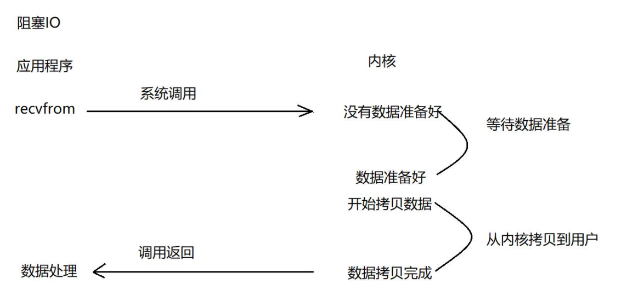 阻塞IO
应用程序
内核
recvfrom
系统调用
没有数据准备好
等待数据准备
数据准备好
开始拷贝数据
从内核拷贝到用户
调用返回
数据处理
数据拷贝完成